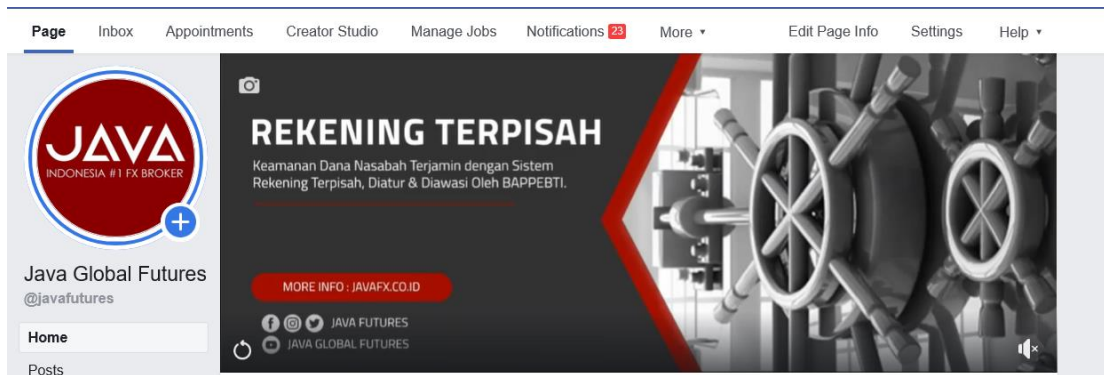 Page Inbox Appointments Creator Studio Manage Jobs Notifications 23 More Edit Page Info Settings Help
JAVA
INDONESIA #1 FX BROKER
Java Global Futures
@javafutures
Home
Posts
REKENING TERPISAH
Keamanan Dana Nasabah Terjamin dengan Sistem
Rekening Terpisah, Diatur & Diawasi Oleh BAPPEBTI.
MORE INFO : JAVAFX.CO.ID
JAVA FUTURES
JAVA GLOBAL FUTURES